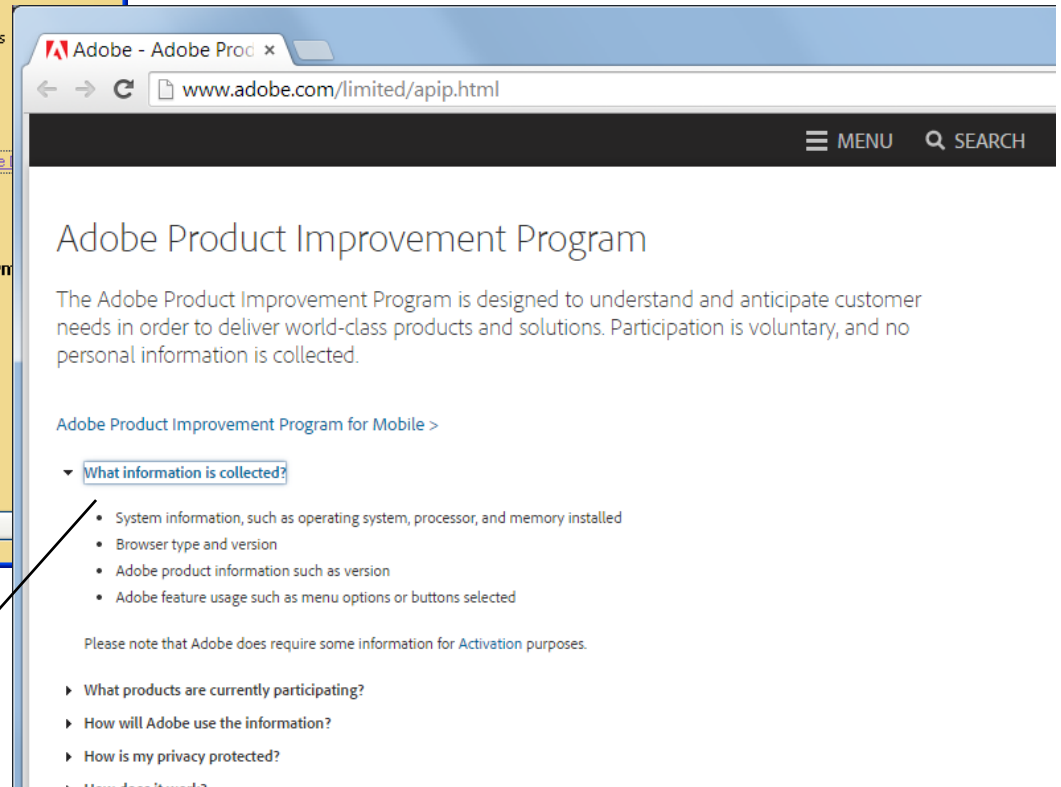 Adobe - Adobe Prod
www.adobe.com/limited/apip.html
MENU SEARCH
Adobe Product Improvement Program
The Adobe Product Improvement Program is designed to understand and anticipate customer
needs in order to deliver world-class products and solutions. Participation is voluntary, and no
personal information is collected.
Adobe Product Improvement Program for Mobile >
What information is collected?
• System information, such as operating system, processor, and memory installed
• Browser type and version
• Adobe product information such as version
• Adobe feature usage such as menu options or buttons selected
Please note that Adobe does require some information for Activation purposes.
What products are currently participating?
How will Adobe use the information?
How is my privacy protected?
How does it work?